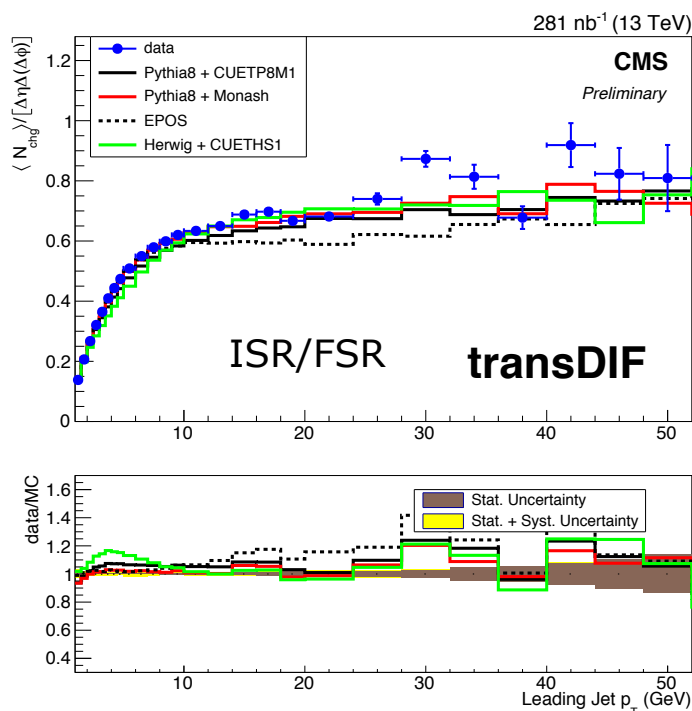 281 nb⁻¹ (13 TeV)
⟨ N_chg ⟩/[ΔηΔ(Δϕ)]
1.2
1
0.8
0.6
0.4
0.2
0
data
Pythia8 + CUETP8M1
Pythia8 + Monash
EPOS
Herwig + CUETHS1
CMS
Preliminary
ISR/FSR
transDIF
10 20 30 40 50
data/MC
1.6
1.4
1.2
1
0.8
0.6
0.4
Stat. Uncertainty
Stat. + Syst. Uncertainty
10 20 30 40 50
Leading Jet p_T (GeV)